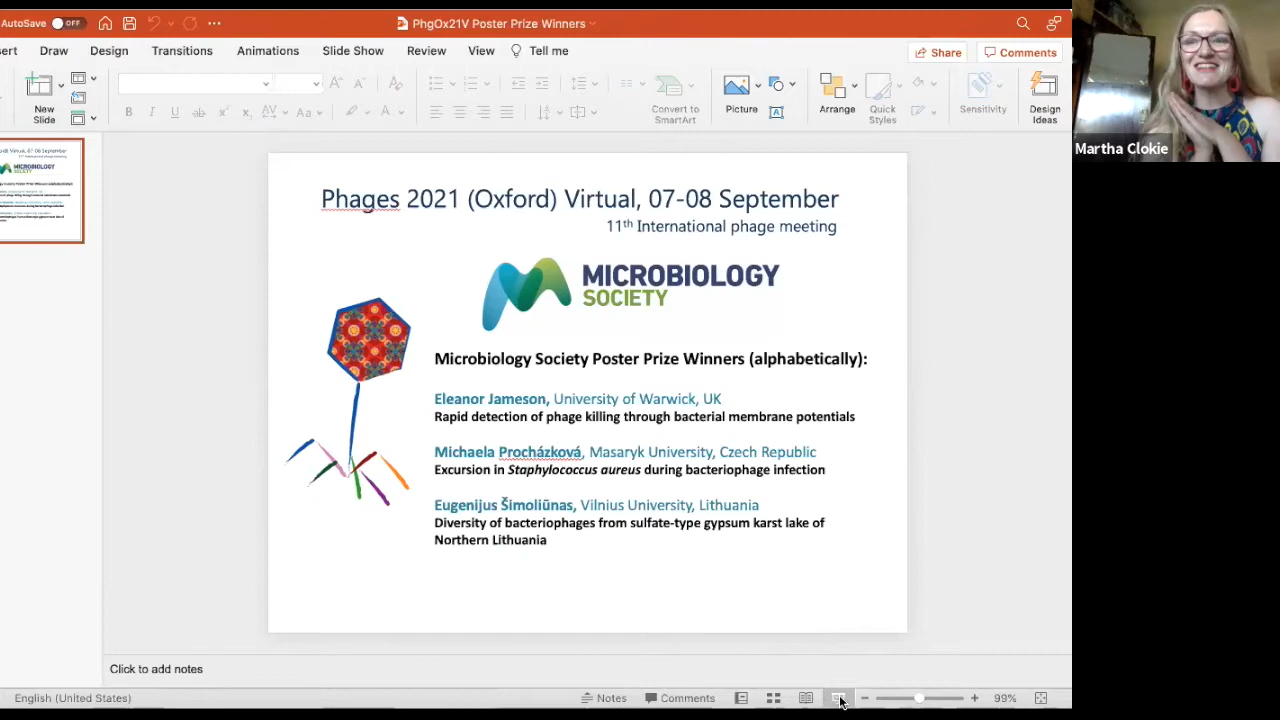 AutoSave OFF
PhgOx21V Poster Prize Winners
Draw Design Transitions Animations Slide Show Review View Tell me
Share Comments
New Slide
Convert to SmartArt
Picture
Arrange
Quick Styles
Sensitivity
Design Ideas
Martha Clokie
Phages 2021 (Oxford) Virtual, 07-08 September
11th International phage meeting
MICROBIOLOGY
SOCIETY
Microbiology Society Poster Prize Winners (alphabetically):
Eleanor Jameson, University of Warwick, UK
Rapid detection of phage killing through bacterial membrane potentials
Michaela Procházková, Masaryk University, Czech Republic
Excursion in Staphylococcus aureus during bacteriophage infection
Eugenijus Šimoliūnas, Vilnius University, Lithuania
Diversity of bacteriophages from sulfate-type gypsum karst lake of
Northern Lithuania
Click to add notes
English (United States)
Notes Comments 99%